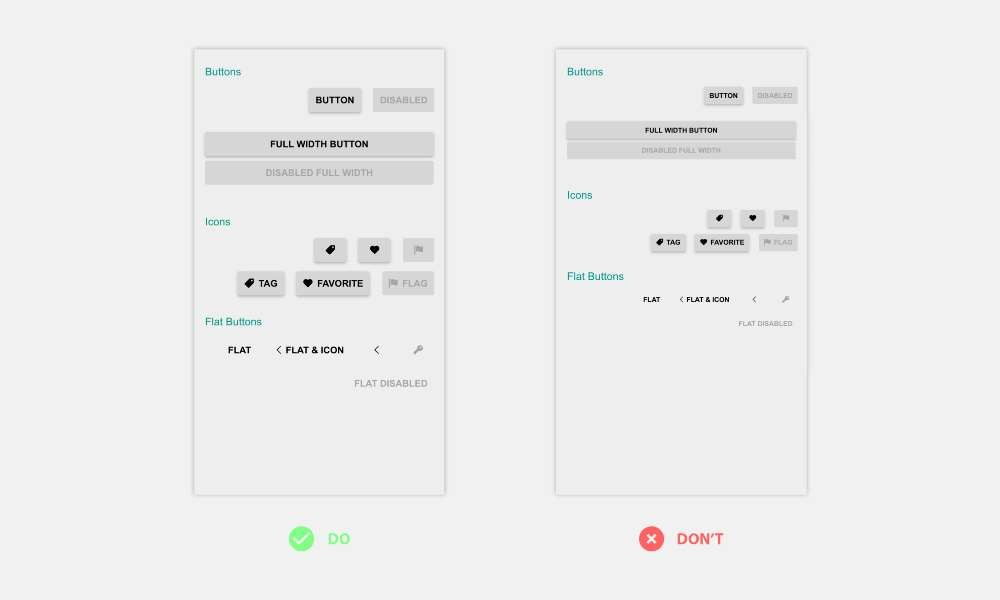 Buttons
BUTTON DISABLED
FULL WIDTH BUTTON
DISABLED FULL WIDTH
Icons
TAG FAVORITE FLAG
Flat Buttons
FLAT FLAT & ICON
FLAT DISABLED
DO
Buttons
BUTTON DISABLED
FULL WIDTH BUTTON
DISABLED FULL WIDTH
Icons
TAG FAVORITE FLAG
Flat Buttons
FLAT FLAT & ICON
FLAT DISABLED
DON'T